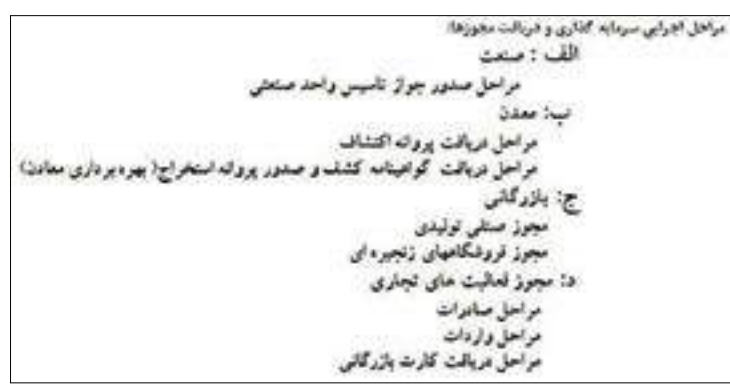 مراحل اجرایی سرمایه گذاری و دریافت مجوزها:
الف : صنعت
مراحل صدور جواز تاسیس واحد صنعتی
ب: معدن
مراحل دریافت پروانه اکتشاف
مراحل دریافت گواهینامه کشف و صدور پروانه استخراج( بهره برداری معادن)
ج: بازرگانی
مجوز صنفی تولیدی
مجوز فروشگاههای زنجیره ای
د: مجوز فعالیت های تجاری
مراحل صادرات
مراحل واردات
مراحل دریافت کارت بازرگانی